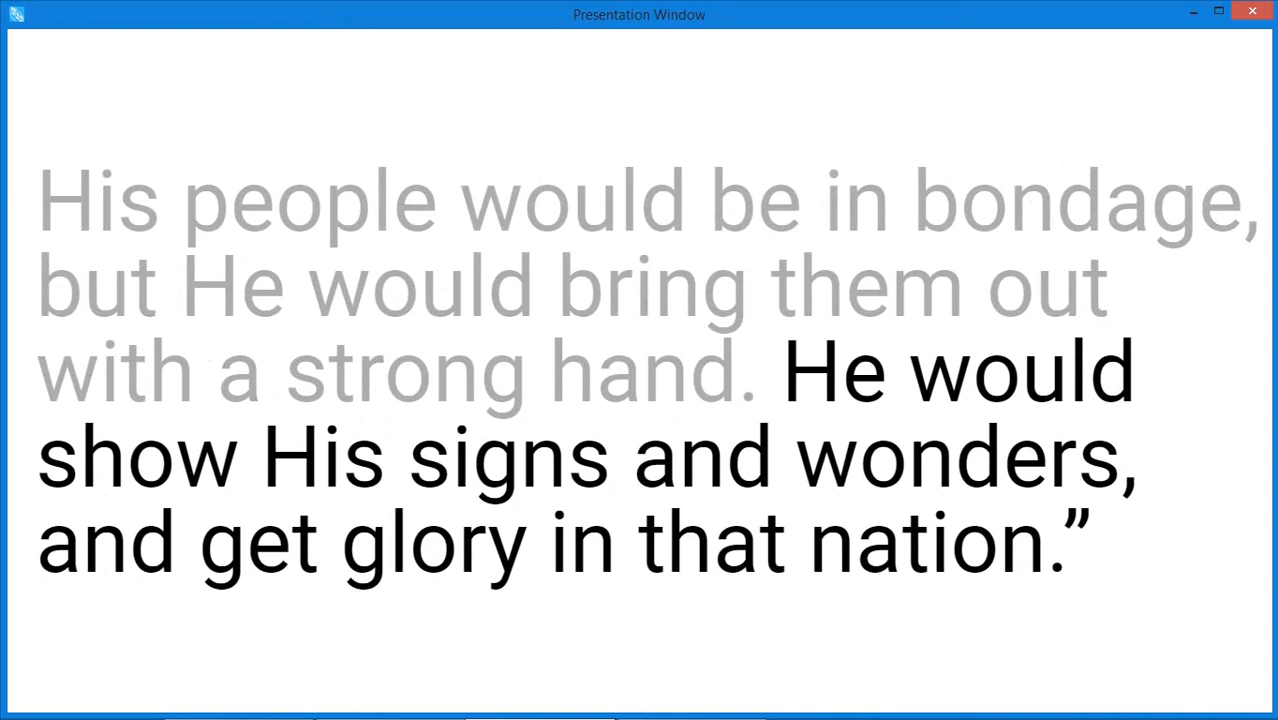 Presentation Window
His people would be in bondage,
but He would bring them out
with a strong hand. He would
show His signs and wonders,
and get glory in that nation.”